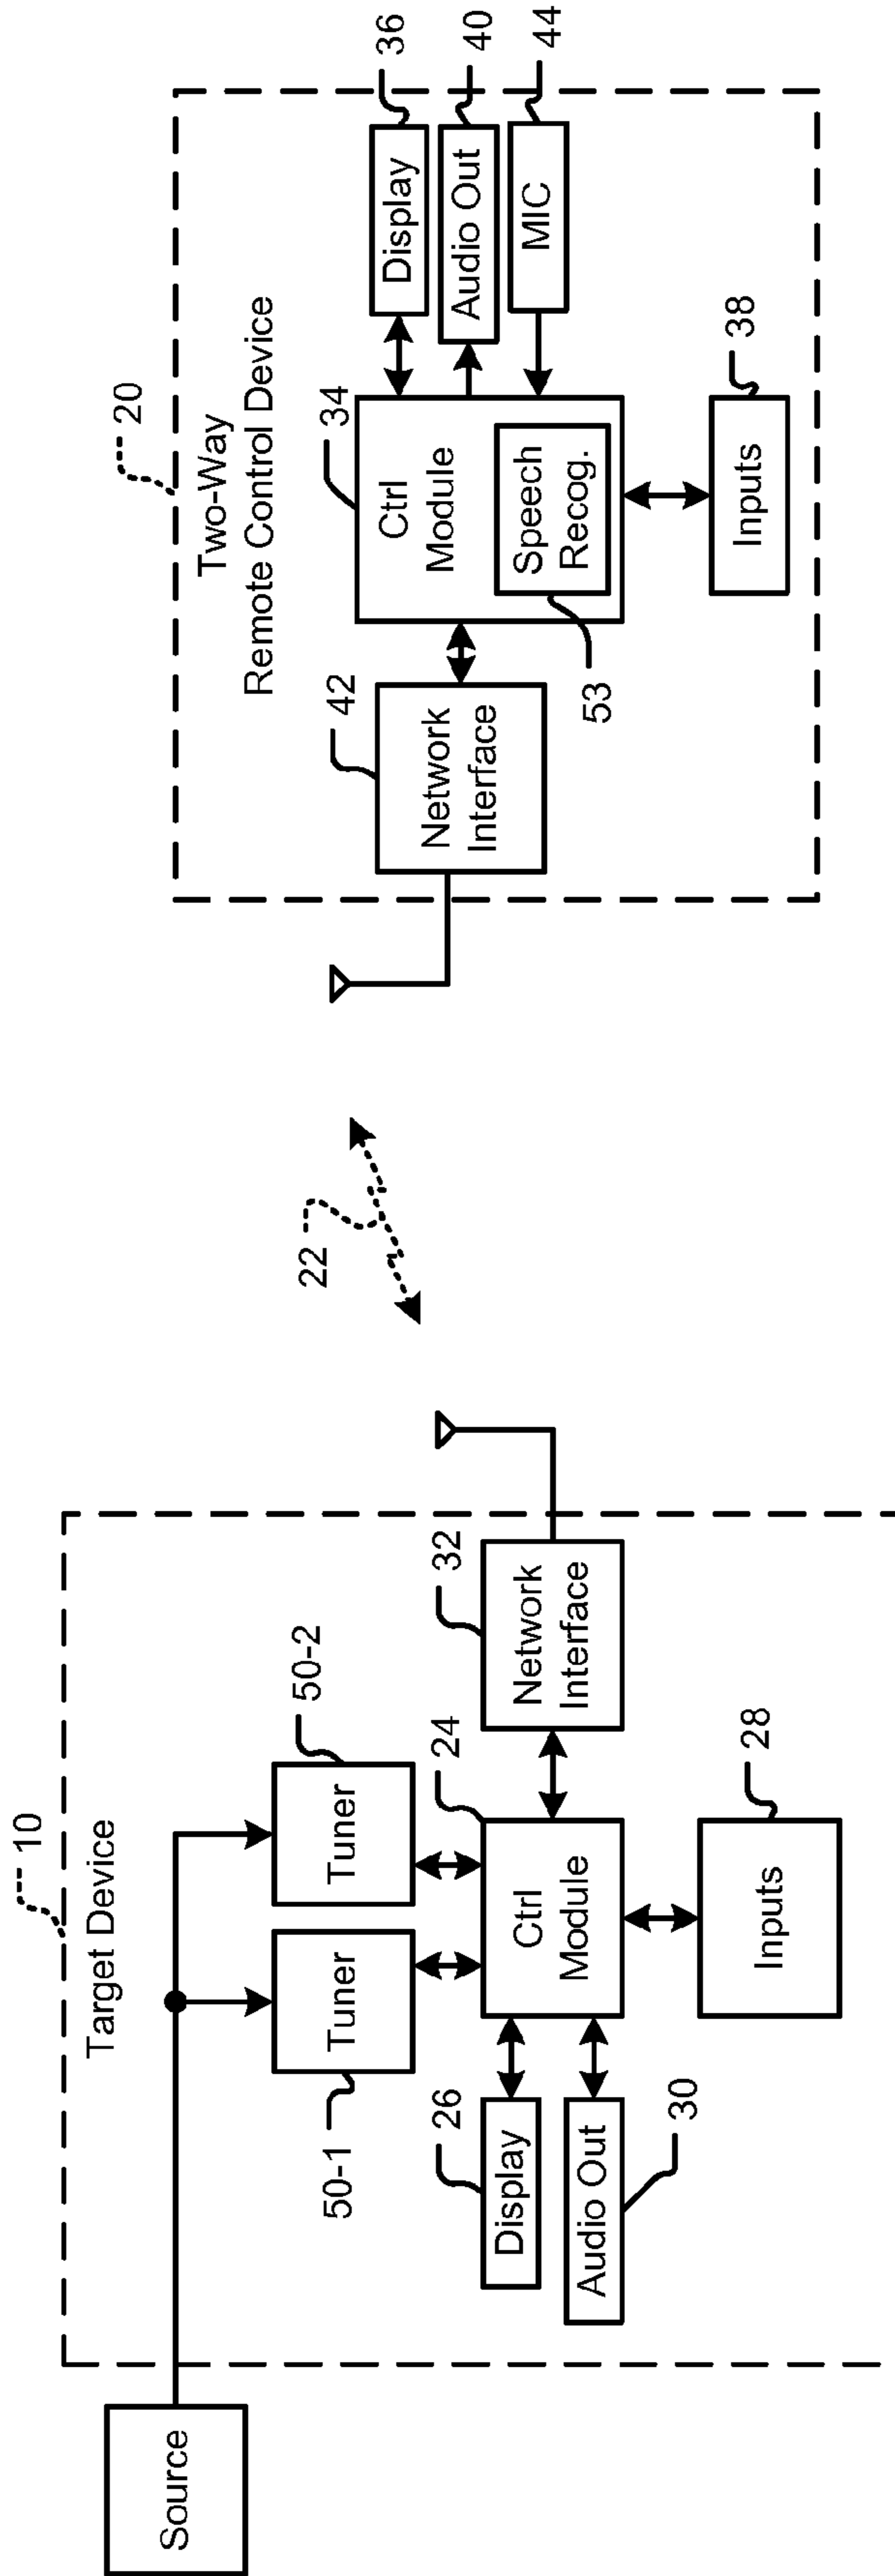 Source
10
Target Device
50-1
Tuner
50-2
Tuner
26
Display
24
Ctrl
Module
32
Network
Interface
Audio Out
30
Inputs
28
22
20
Two-Way
Remote Control Device
42
Network
Interface
34
Ctrl
Module
Speech
Recog.
53
Display
36
Audio Out
40
MIC
44
Inputs
38